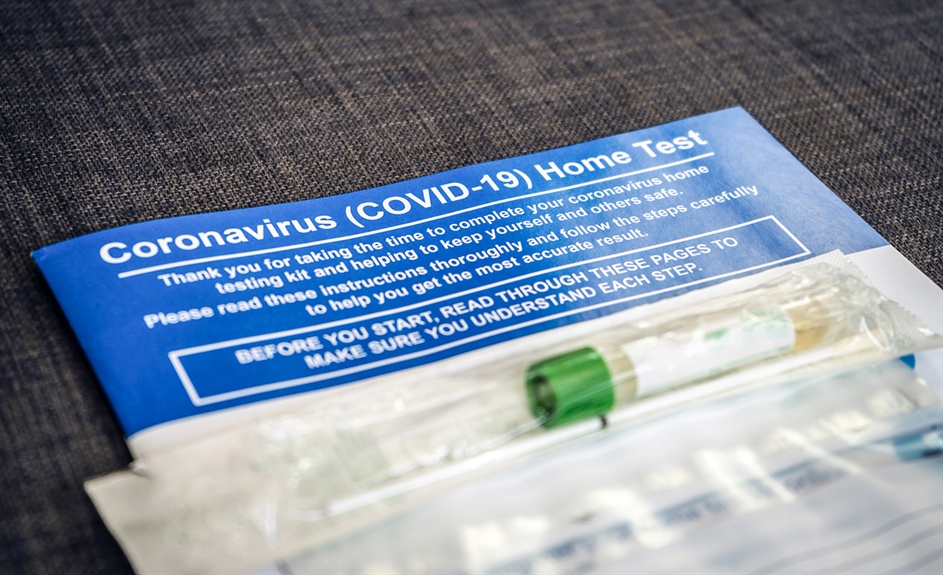 Coronavirus (COVID-19) Home Test
Thank you for taking the time to complete your coronavirus home
testing kit and helping to keep yourself and others safe.
Please read these instructions thoroughly and follow the steps carefully
to help you get the most accurate result.
BEFORE YOU START, READ THROUGH THESE PAGES TO
MAKE SURE YOU UNDERSTAND EACH STEP.